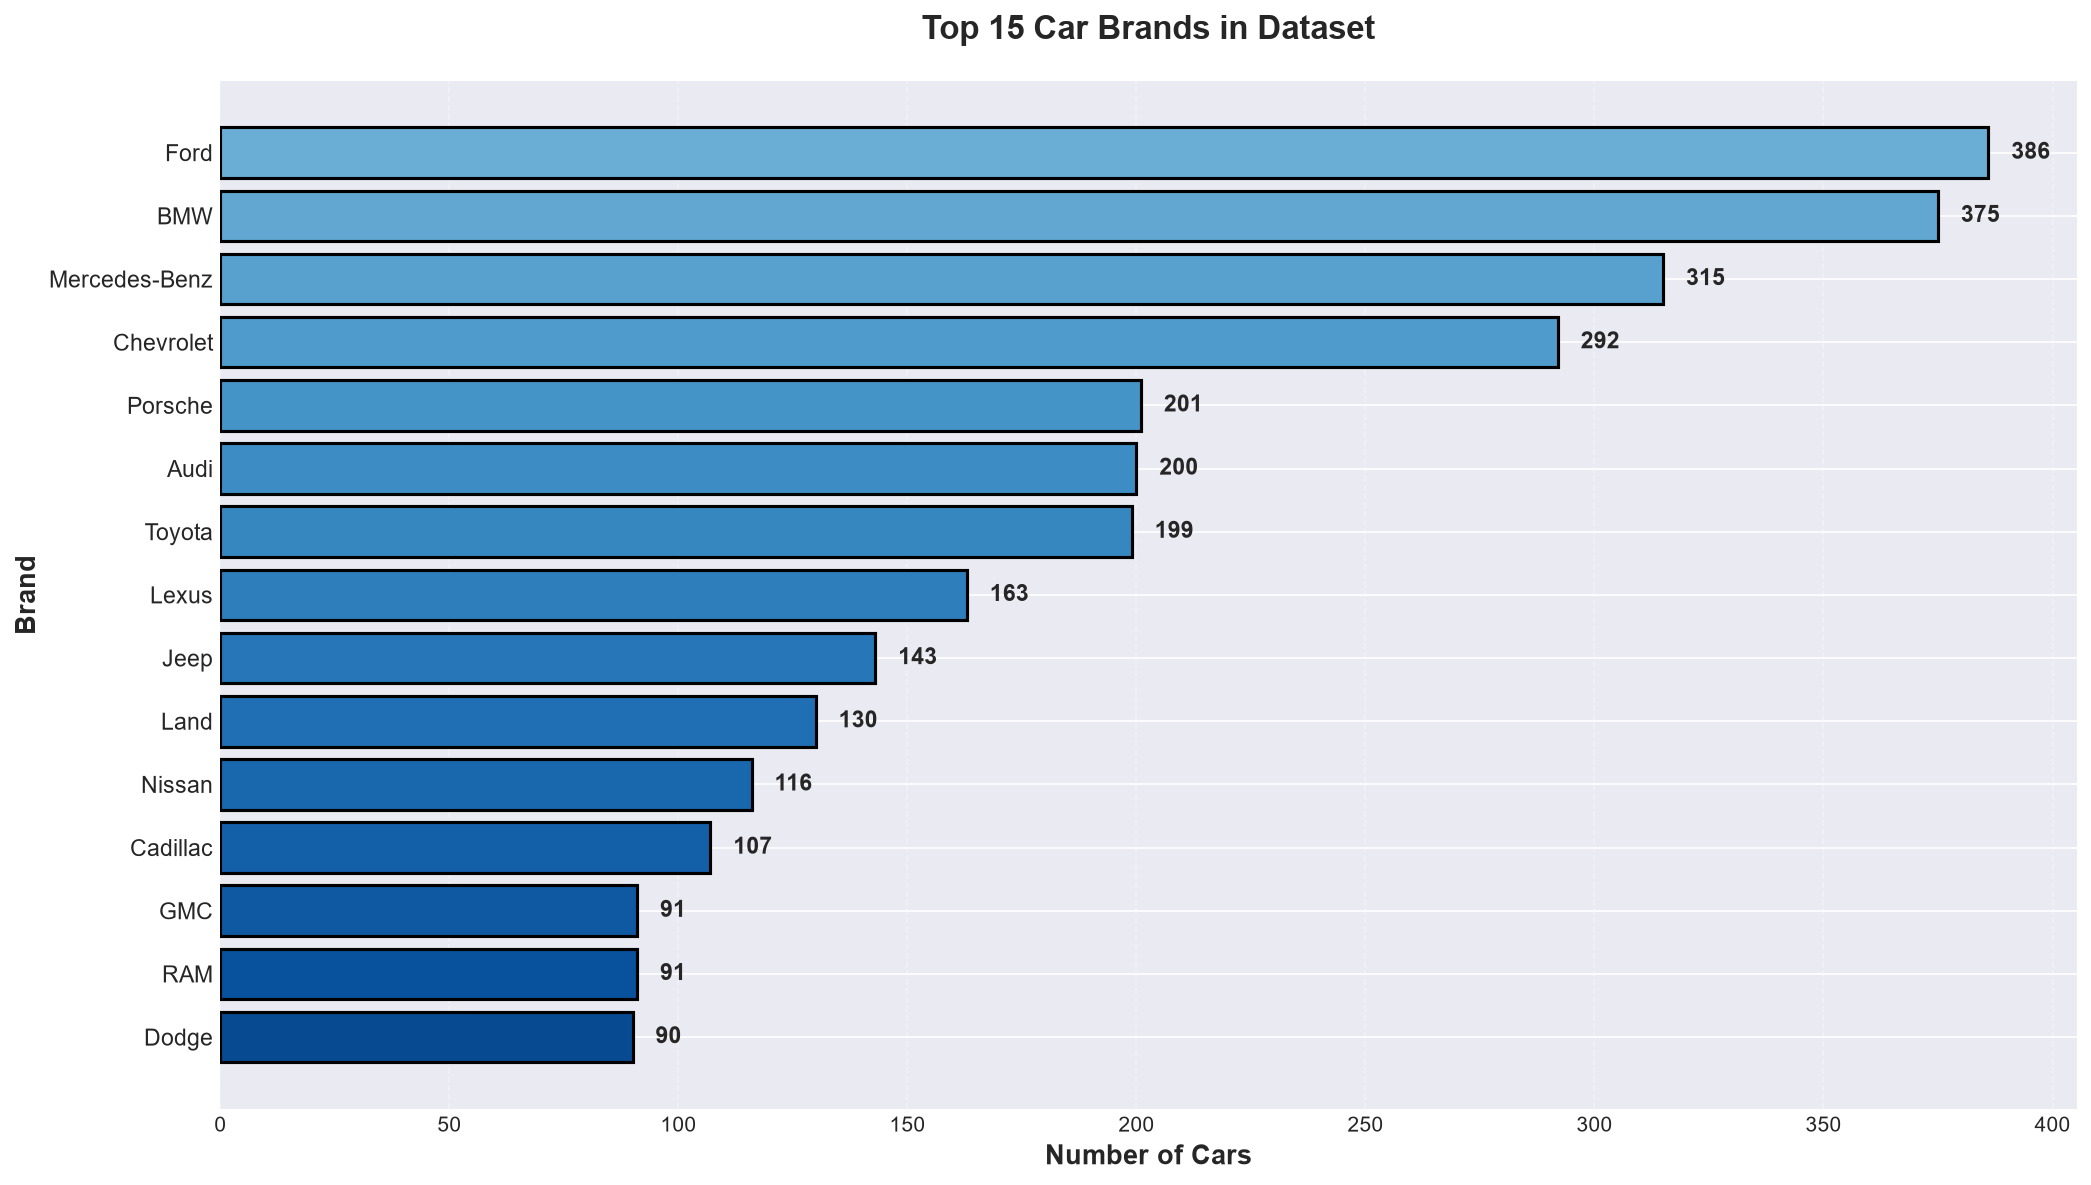 Top 15 Car Brands in Dataset
Ford 386
BMW 375
Mercedes-Benz 315
Chevrolet 292
Porsche 201
Audi 200
Toyota 199
Lexus 163
Jeep 143
Land 130
Nissan 116
Cadillac 107
GMC 91
RAM 91
Dodge 90
Brand
0 50 100 150 200 250 300 350 400
Number of Cars